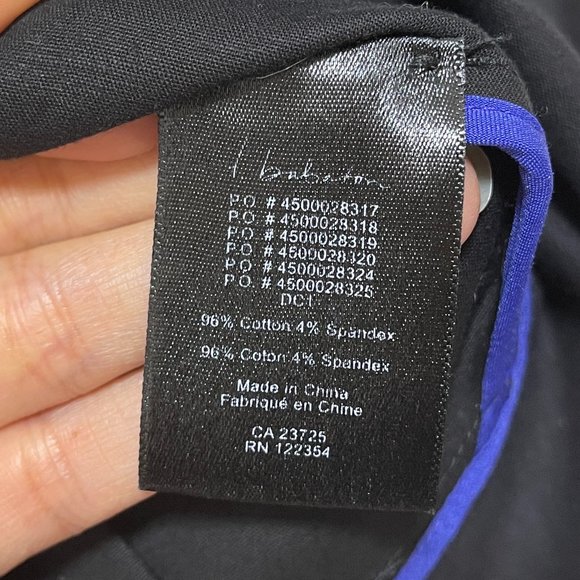 babaton
P.O. # 4500028317
P.O. # 4500028318
P.O. # 4500028319
P.O. # 4500028320
P.O. # 4500028324
P.O. # 4500028325
DC1
96% Cotton 4% Spandex
96% Coton 4% Spandex
Made in China
Fabriqué en Chine
CA 23725
RN 122354